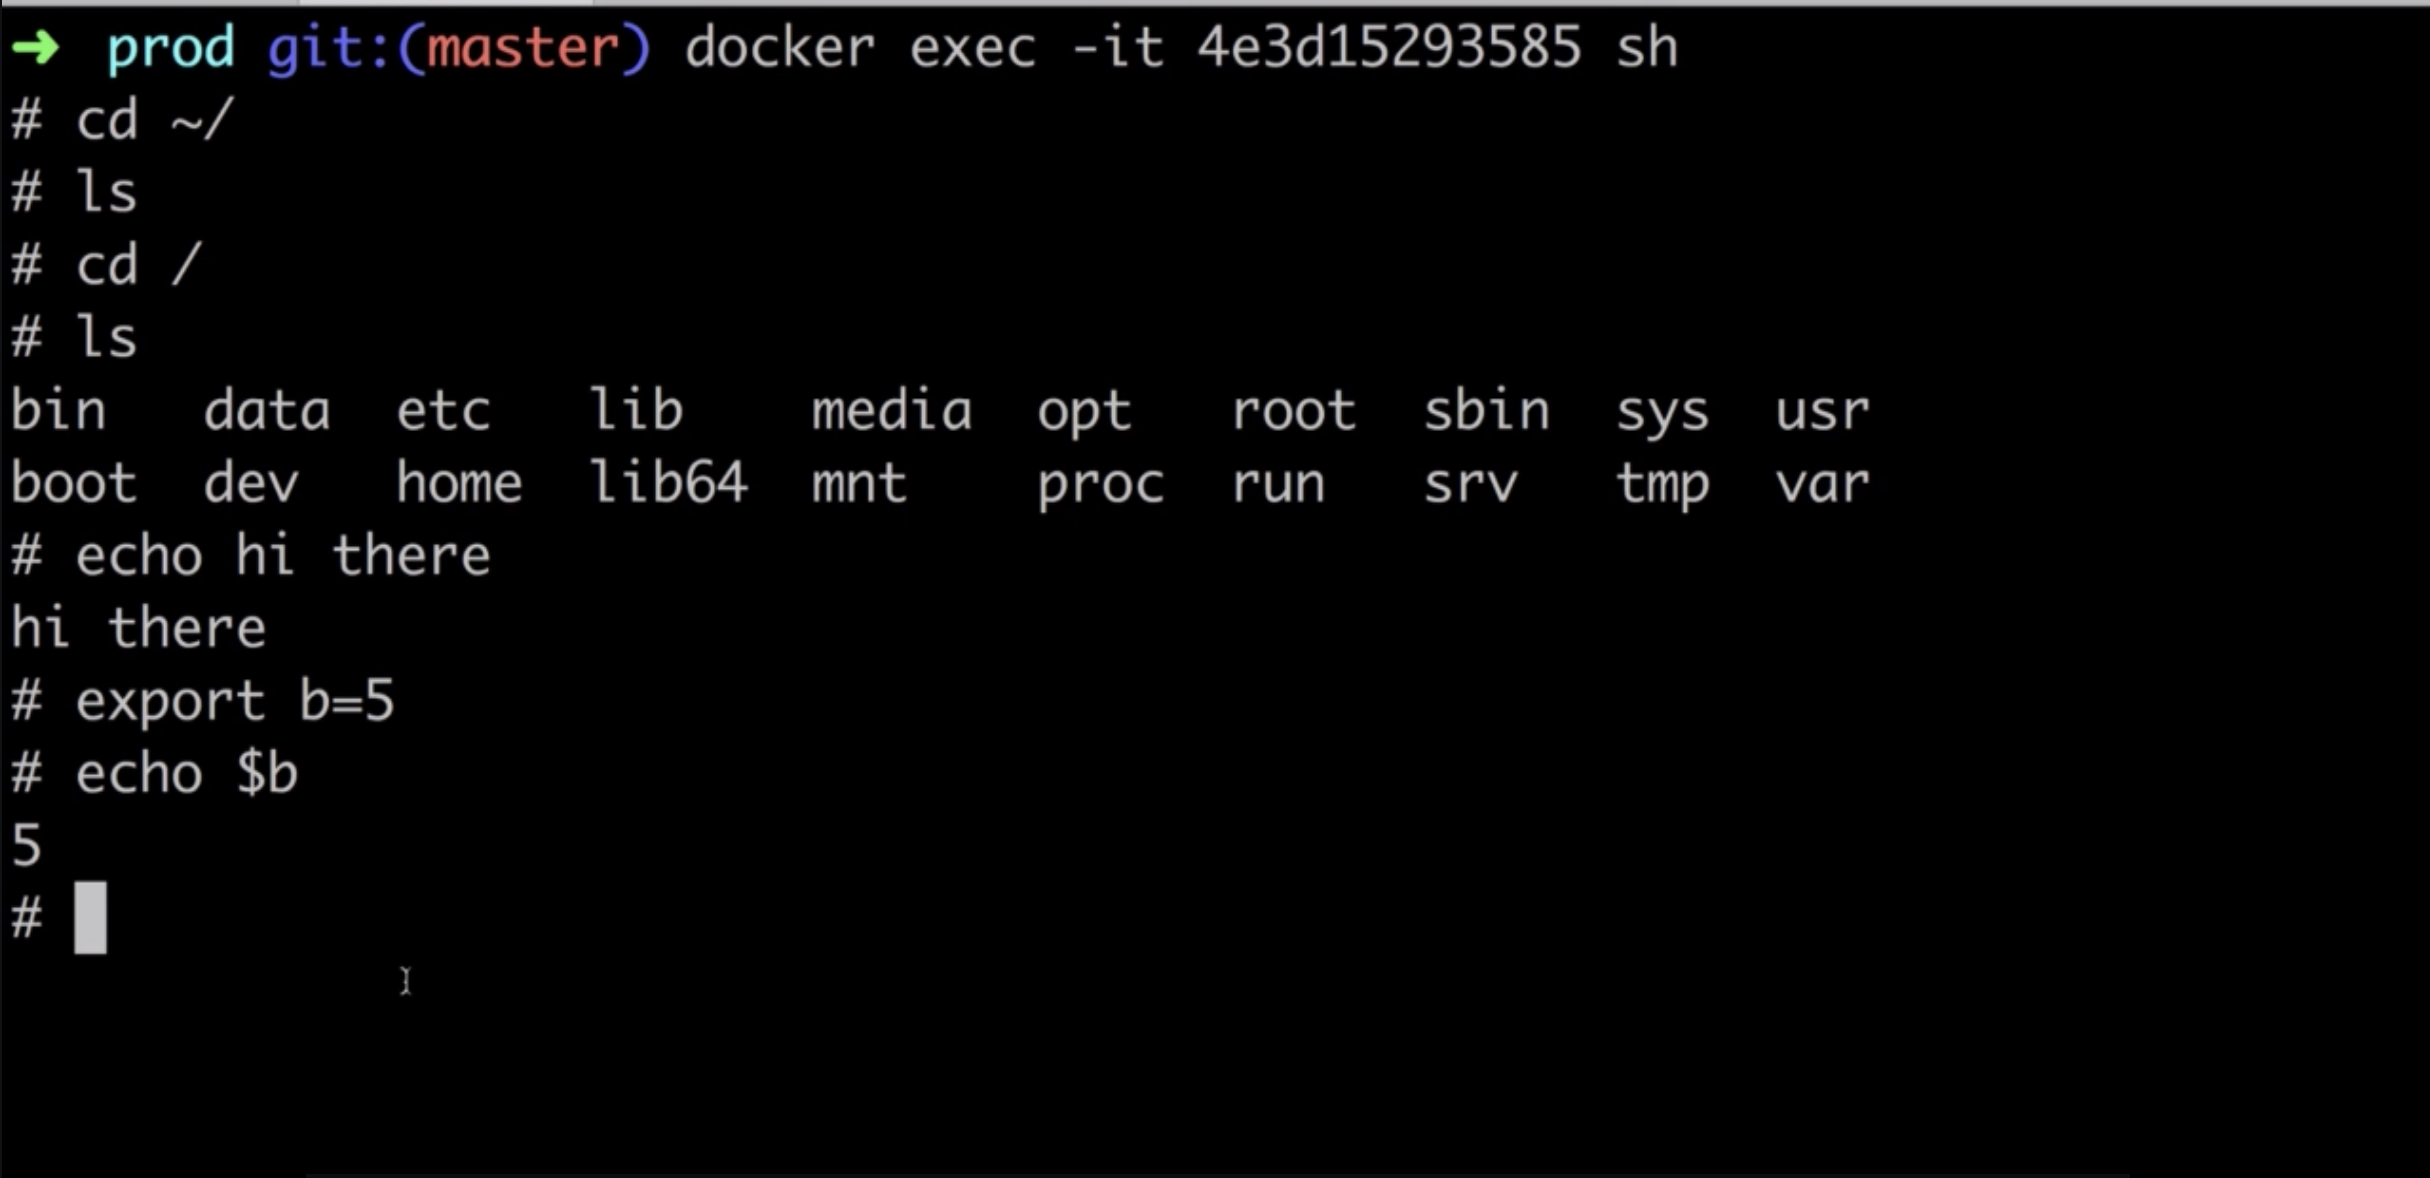 ➜ prod git:(master) docker exec -it 4e3d15293585 sh
# cd ~/
# ls
# cd /
# ls
bin data etc lib media opt root sbin sys usr
boot dev home lib64 mnt proc run srv tmp var
# echo hi there
hi there
# export b=5
# echo $b
5
#